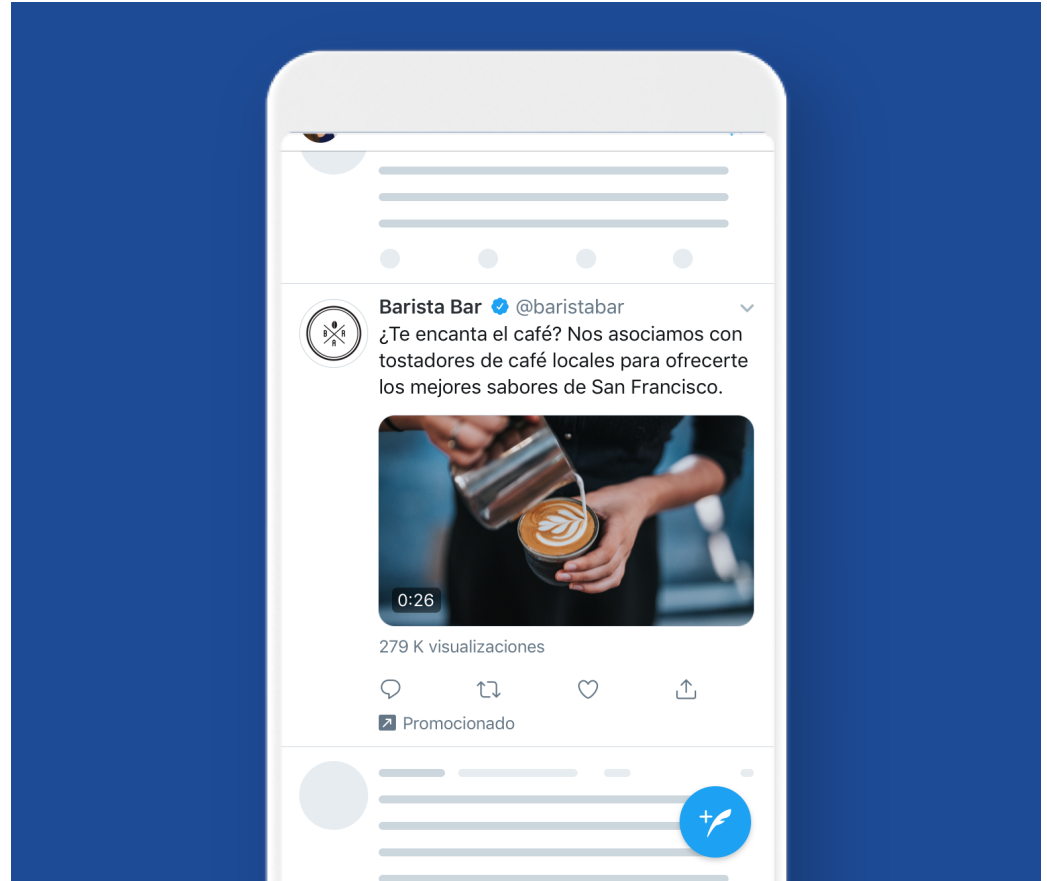 Barista Bar @baristabar
¿Te encanta el café? Nos asociamos con
tostadores de café locales para ofrecerte
los mejores sabores de San Francisco.
B A R A
0:26
279 K visualizaciones
Promocionado